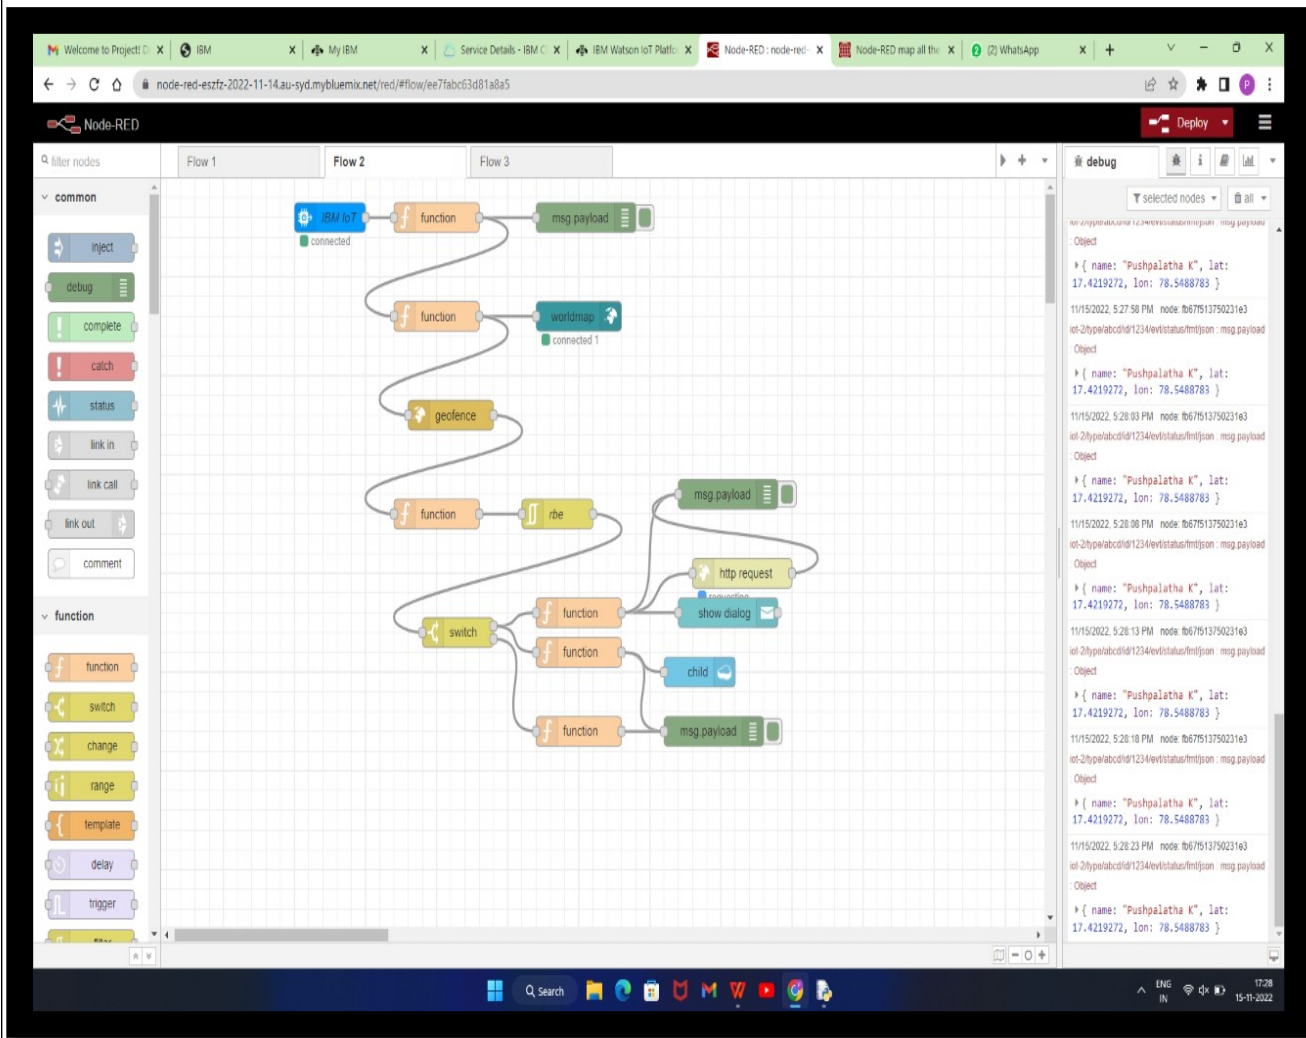 Welcome to Project! D
IBM
My IBM
Service Details - IBM C
IBM Watson IoT Platfo
Node-RED : node-red-
Node-RED map all the
(2) WhatsApp
node-red-eszfz-2022-11-14.au-syd.mybluemix.net/red/#flow/ee7fabc63d81a8a5
P
Node-RED
Deploy
filter nodes
Flow 1
Flow 2
Flow 3
debug
common
selected nodes
all
inject
debug
complete
catch
status
link in
link call
link out
comment
function
function
switch
change
range
template
delay
trigger
IBM IoT
connected
function
msg.payload
function
worldmap
connected 1
geofence
function
rbe
msg.payload
http request
requesting
switch
function
show dialog
function
child
function
msg.payload
iot-2/type/abcd/id/1234/evt/status/fmt/json : msg.payload
: Object
{ name: "Pushpalatha K", lat:
17.4219272, lon: 78.5488783 }
11/15/2022, 5:27:58 PM node: fb67f513750231e3
iot-2/type/abcd/id/1234/evt/status/fmt/json : msg.payload
: Object
{ name: "Pushpalatha K", lat:
17.4219272, lon: 78.5488783 }
11/15/2022, 5:28:03 PM node: fb67f513750231e3
iot-2/type/abcd/id/1234/evt/status/fmt/json : msg.payload
: Object
{ name: "Pushpalatha K", lat:
17.4219272, lon: 78.5488783 }
11/15/2022, 5:28:08 PM node: fb67f513750231e3
iot-2/type/abcd/id/1234/evt/status/fmt/json : msg.payload
: Object
{ name: "Pushpalatha K", lat:
17.4219272, lon: 78.5488783 }
11/15/2022, 5:28:13 PM node: fb67f513750231e3
iot-2/type/abcd/id/1234/evt/status/fmt/json : msg.payload
: Object
{ name: "Pushpalatha K", lat:
17.4219272, lon: 78.5488783 }
11/15/2022, 5:28:18 PM node: fb67f513750231e3
iot-2/type/abcd/id/1234/evt/status/fmt/json : msg.payload
: Object
{ name: "Pushpalatha K", lat:
17.4219272, lon: 78.5488783 }
11/15/2022, 5:28:23 PM node: fb67f513750231e3
iot-2/type/abcd/id/1234/evt/status/fmt/json : msg.payload
: Object
{ name: "Pushpalatha K", lat:
17.4219272, lon: 78.5488783 }
Search
ENG
IN
17:28
15-11-2022